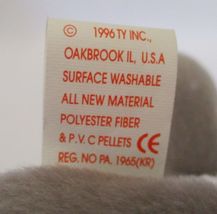 © 1996 TY INC.,
OAKBROOK IL, U.S.A
SURFACE WASHABLE
ALL NEW MATERIAL
POLYESTER FIBER
& P.V.C PELLETS CE
REG. NO PA. 1965(KR)